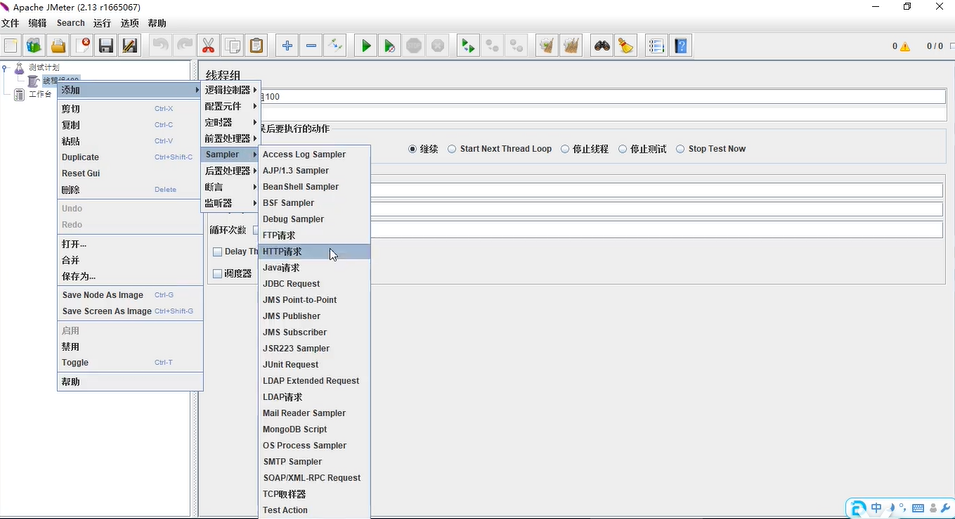 Apache JMeter (2.13 r1665067)
文件 编辑 Search 运行 选项 帮助
0 0 / 0
测试计划
工作台
添加
剪切 Ctrl-X
复制 Ctrl-C
粘贴 Ctrl-V
Duplicate Ctrl+Shift-C
Reset Gui
删除 Delete
Undo
Redo
打开...
合并
保存为...
Save Node As Image Ctrl-G
Save Screen As Image Ctrl+Shift-G
启用
禁用
Toggle Ctrl-T
帮助
逻辑控制器
配置元件
定时器
前置处理器
Sampler
后置处理器
断言
监听器
Access Log Sampler
AJP/1.3 Sampler
BeanShell Sampler
BSF Sampler
Debug Sampler
FTP请求
HTTP请求
Java请求
JDBC Request
JMS Point-to-Point
JMS Publisher
JMS Subscriber
JSR223 Sampler
JUnit Request
LDAP Extended Request
LDAP请求
Mail Reader Sampler
MongoDB Script
OS Process Sampler
SMTP Sampler
SOAP/XML-RPC Request
TCP取样器
Test Action
线程组
100
后要执行的动作
继续 Start Next Thread Loop 停止线程 停止测试 Stop Test Now
循环次数
Delay Th
调度器
中